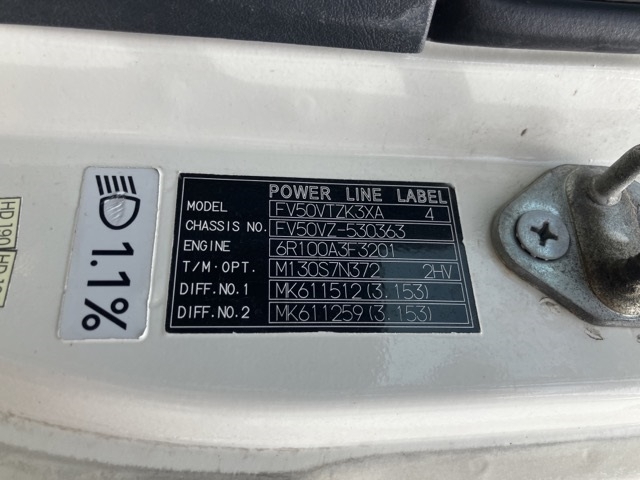 POWER LINE LABEL
MODEL FV50VTZK3XA 4
CHASSIS NO. FV50VZ-530363
ENGINE 6R100A3F3201
T/M·OPT. M130S7N372 2HV
DIFF.NO.1 MK611512(3.153)
DIFF.NO.2 MK611259(3.153)
1.1%
HD190